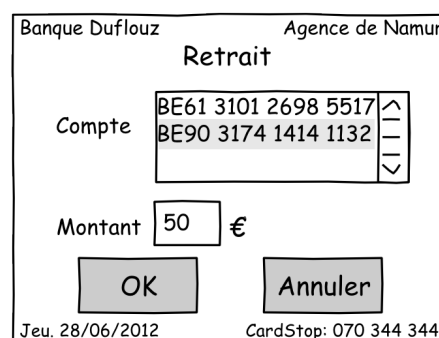 Banque Duflouz Agence de Namur
Retrait
Compte
BE61 3101 2698 5517
BE90 3174 1414 1132
Montant 50 €
OK Annuler
Jeu. 28/06/2012 CardStop: 070 344 344